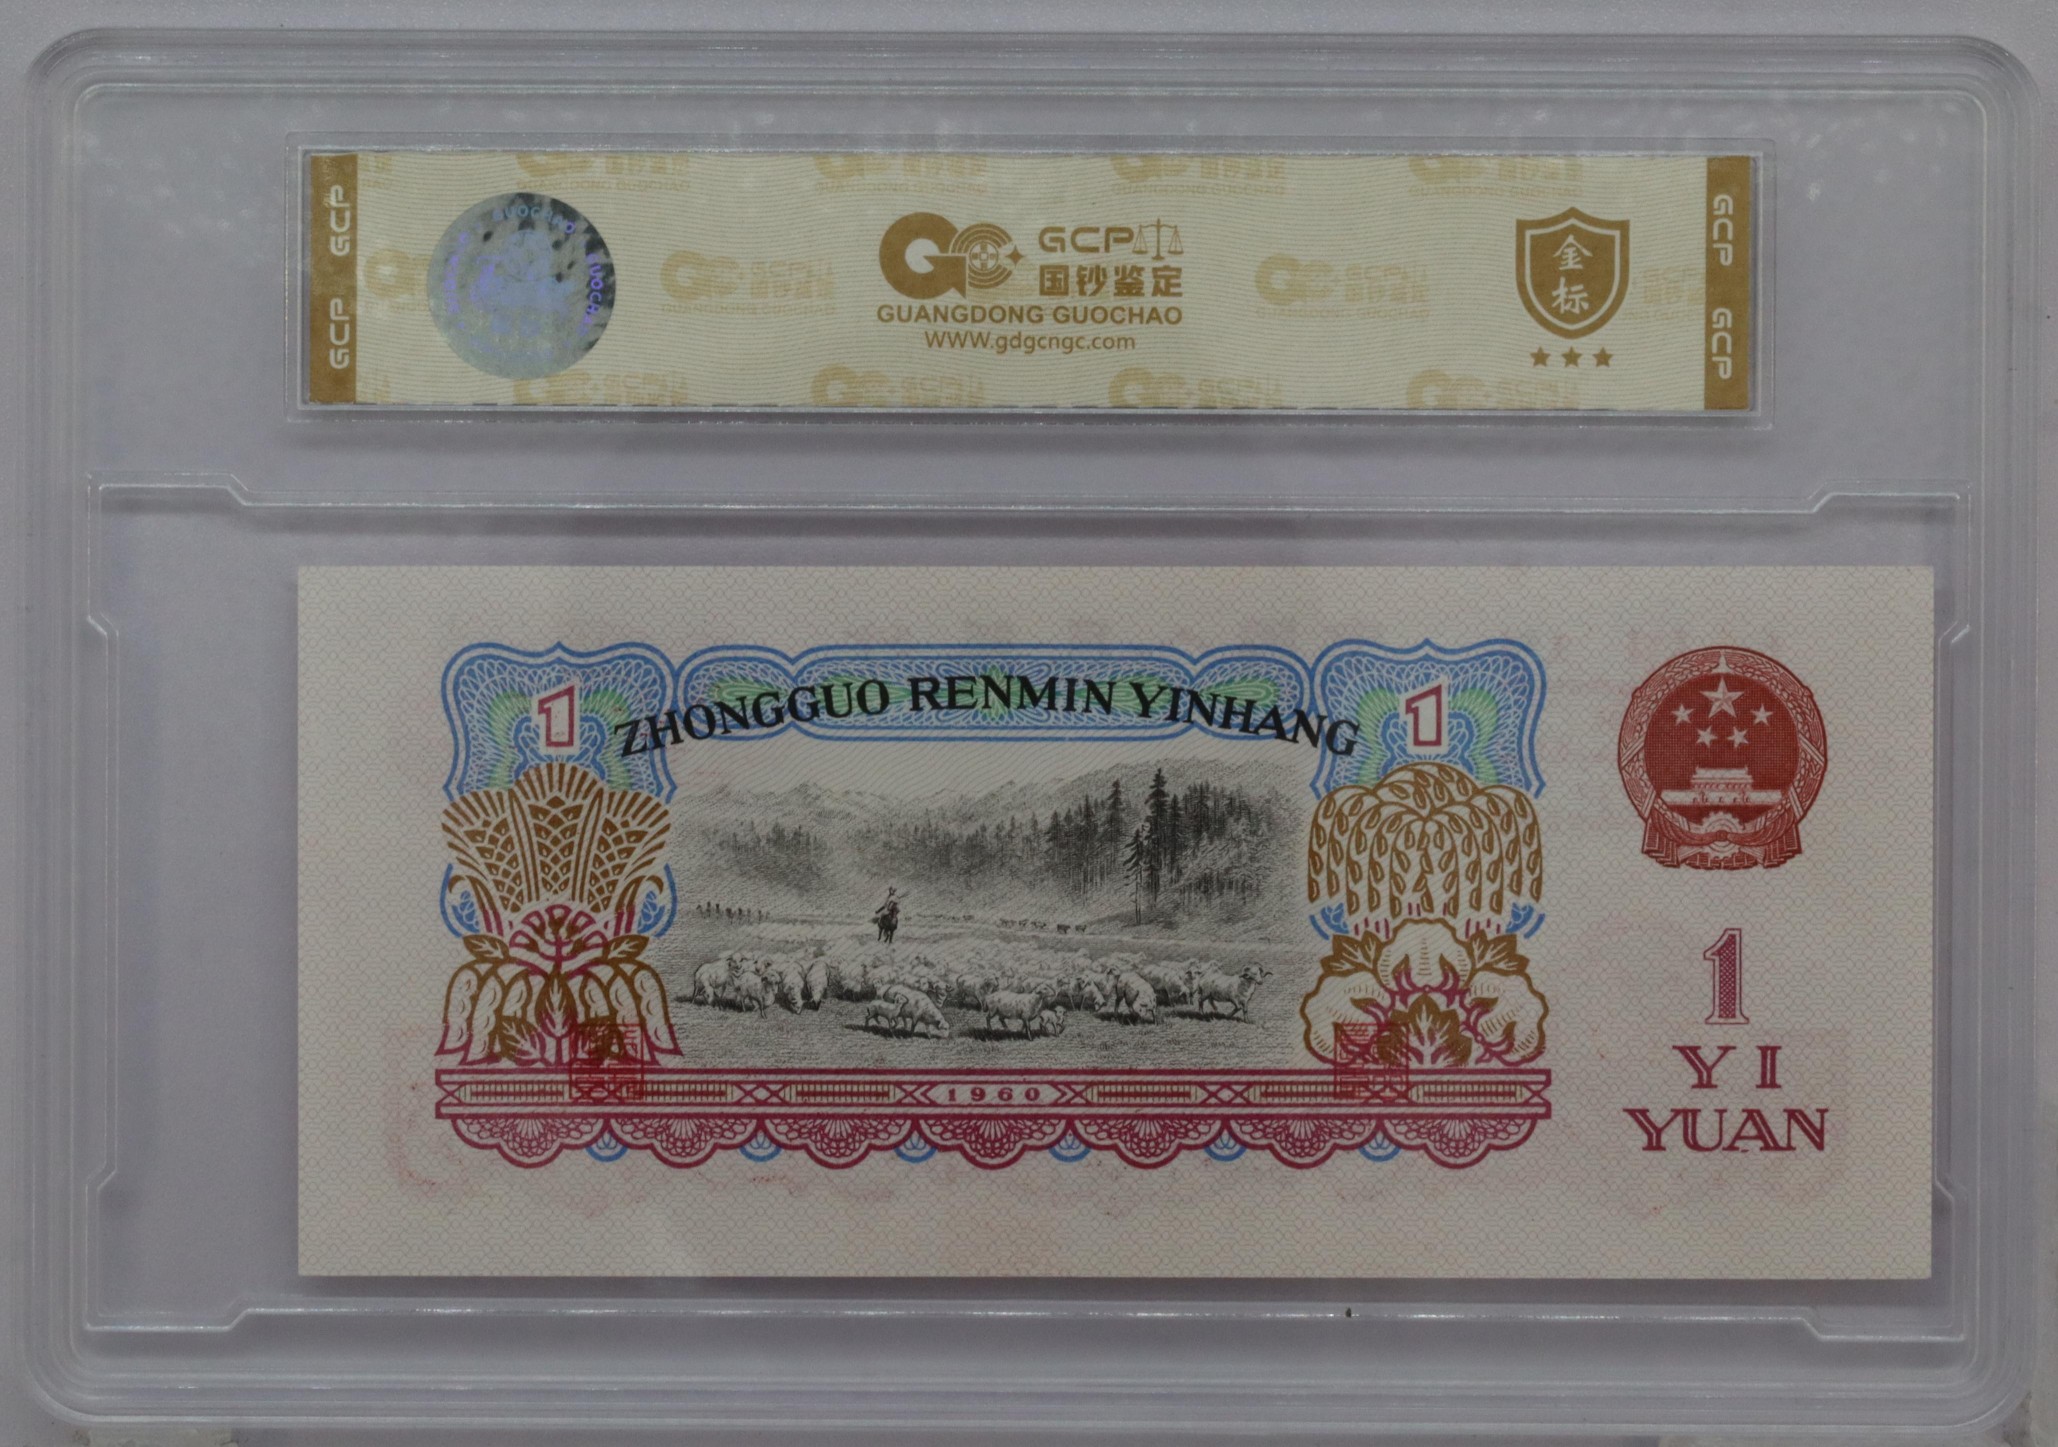 GCP GCP
GUOCHAO
GCP
国钞鉴定
GUANGDONG GUOCHAO
WWW.gdgcngc.com
金标
GCP GCP
1
ZHONGGUO RENMIN YINHANG
1
1960
1
YI
YUAN